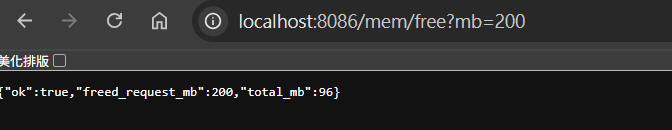 localhost:8086/mem/free?mb=200
美化排版
{"ok":true,"freed_request_mb":200,"total_mb":96}